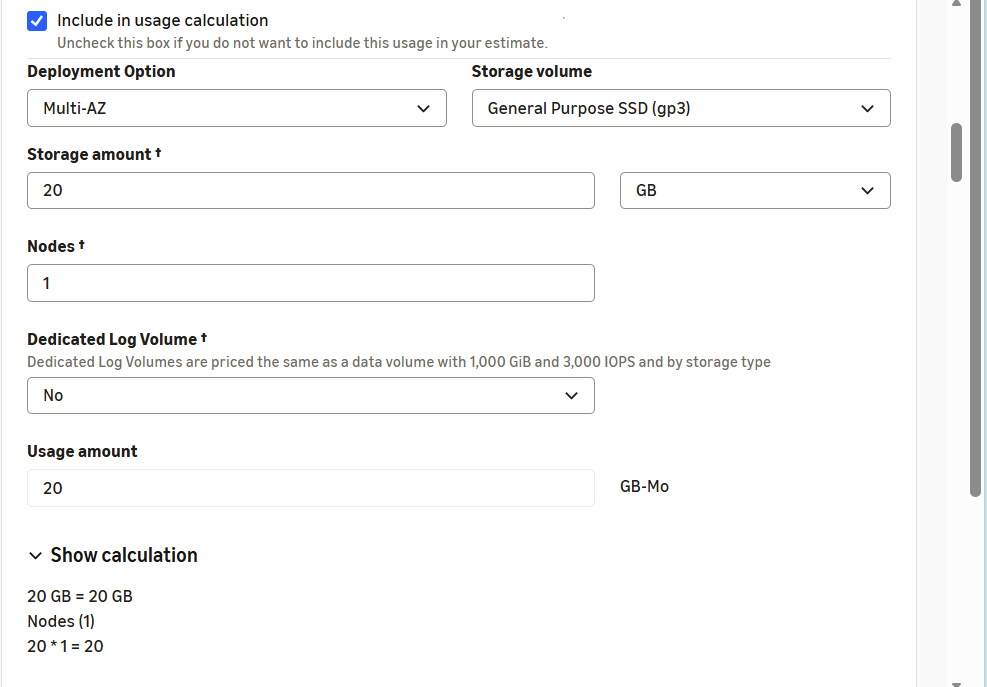 Include in usage calculation
Uncheck this box if you do not want to include this usage in your estimate.
Deployment Option
Storage volume
Multi-AZ
General Purpose SSD (gp3)
Storage amount †
20
GB
Nodes †
1
Dedicated Log Volume †
Dedicated Log Volumes are priced the same as a data volume with 1,000 GiB and 3,000 IOPS and by storage type
No
Usage amount
20
GB-Mo
Show calculation
20 GB = 20 GB
Nodes (1)
20 * 1 = 20